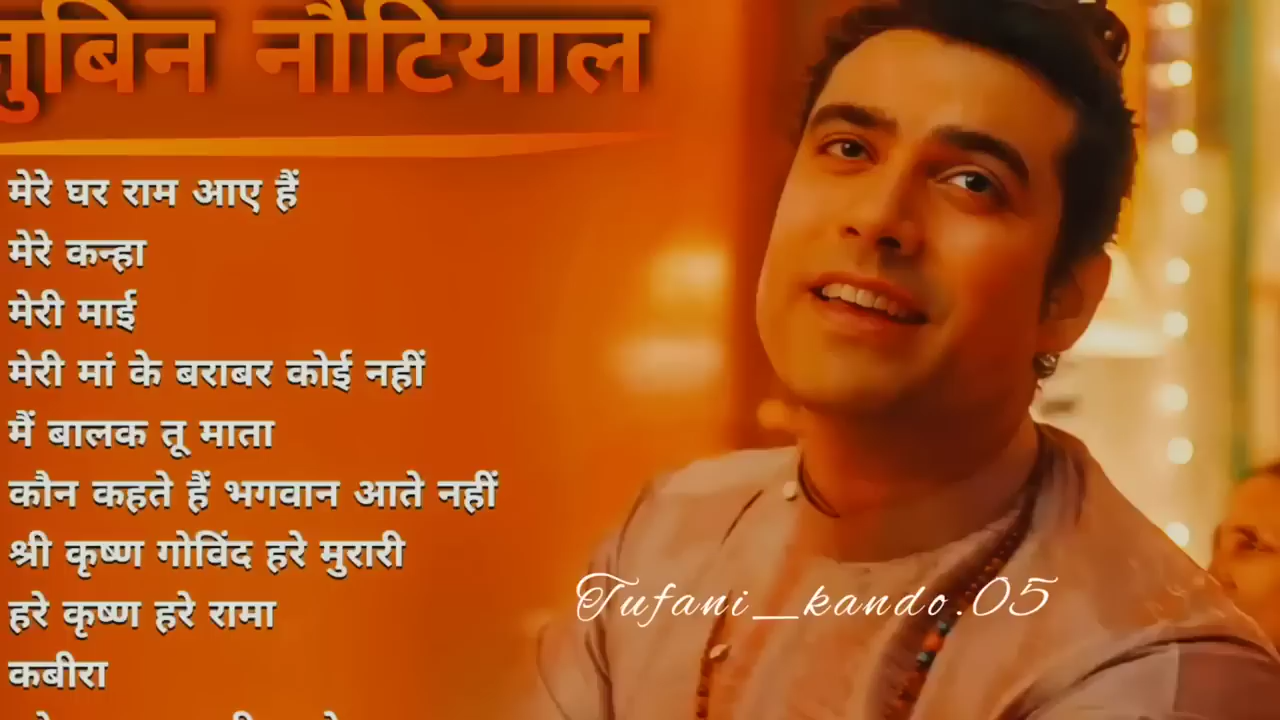 जुबिन नौटियाल
मेरे घर राम आए हैं
मेरे कन्हा
मेरी माई
मेरी मां के बराबर कोई नहीं
मैं बालक तू माता
कौन कहते हैं भगवान आते नहीं
श्री कृष्ण गोविंद हरे मुरारी
हरे कृष्ण हरे रामा
कबीरा
Tufani_kando.05